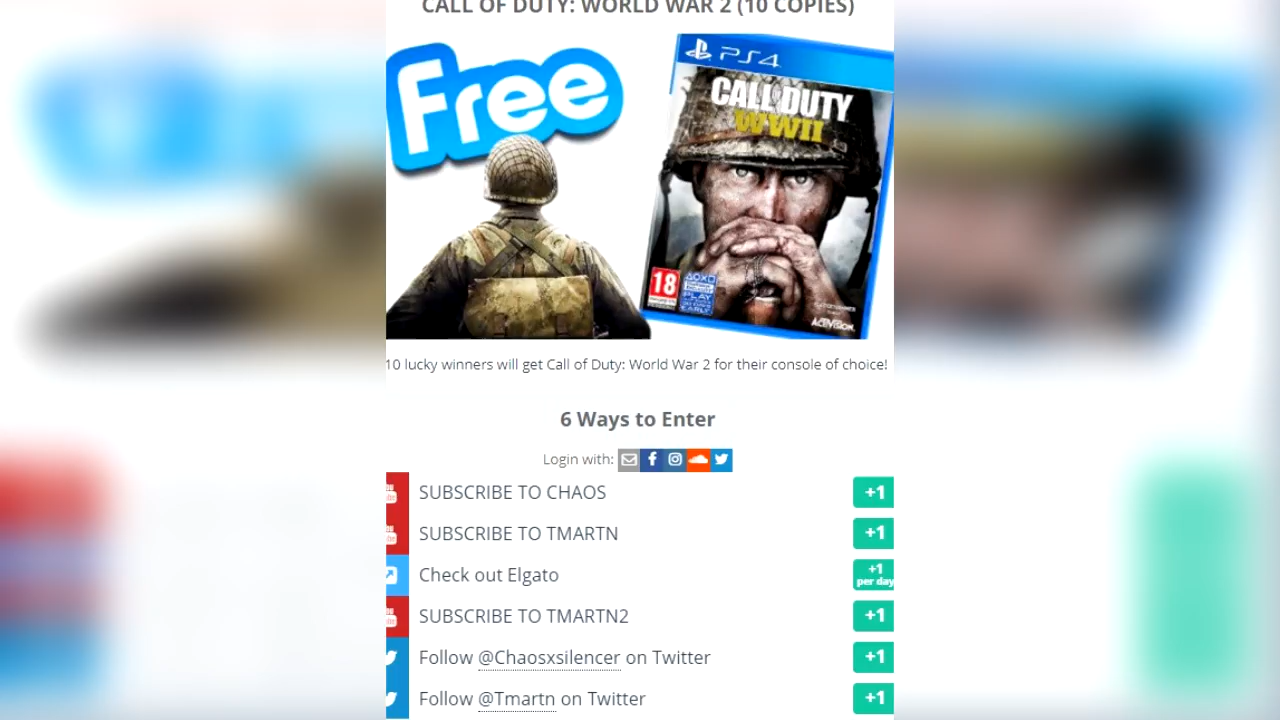 CALL OF DUTY: WORLD WAR 2 (10 COPIES)
Free
PS4
CALL DUTY
WWII
18
PLAY
EARLY
ACTIVISION
10 lucky winners will get Call of Duty: World War 2 for their console of choice!
6 Ways to Enter
Login with:
SUBSCRIBE TO CHAOS +1
SUBSCRIBE TO TMARTN +1
Check out Elgato +1 per day
SUBSCRIBE TO TMARTN2 +1
Follow @Chaosxsilencer on Twitter +1
Follow @Tmartn on Twitter +1